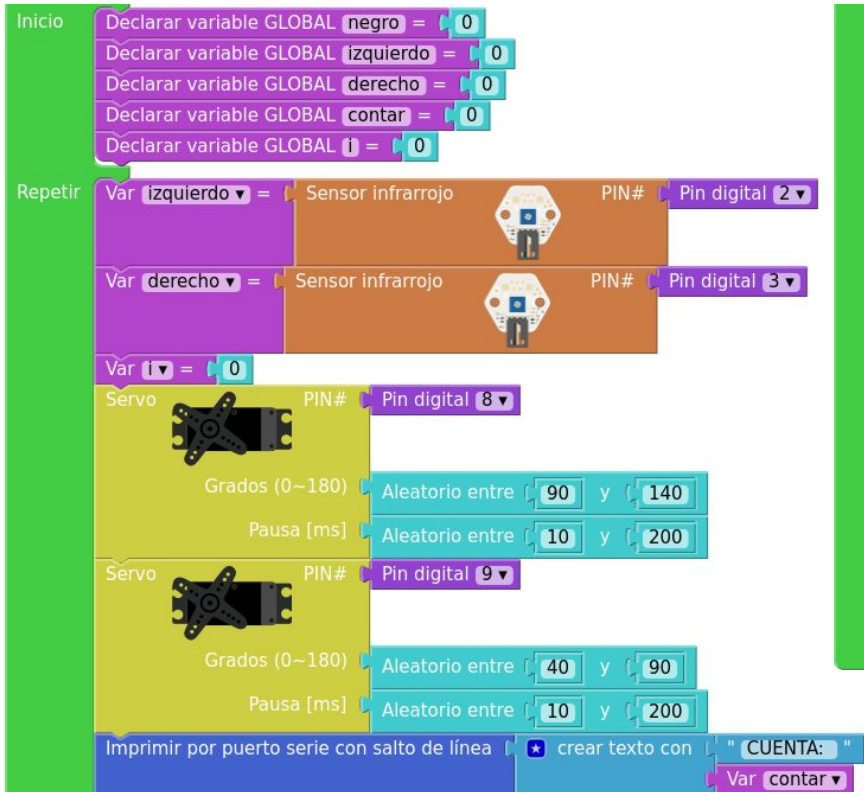 Inicio Declarar variable GLOBAL negro = 0
Declarar variable GLOBAL izquierdo = 0
Declarar variable GLOBAL derecho = 0
Declarar variable GLOBAL contar = 0
Declarar variable GLOBAL i = 0
Repetir Var izquierdo ▾ = Sensor infrarrojo PIN# Pin digital 2 ▾
Var derecho ▾ = Sensor infrarrojo PIN# Pin digital 3 ▾
Var i ▾ = 0
Servo PIN# Pin digital 8 ▾
Grados (0~180) Aleatorio entre 90 y 140
Pausa [ms] Aleatorio entre 10 y 200
Servo PIN# Pin digital 9 ▾
Grados (0~180) Aleatorio entre 40 y 90
Pausa [ms] Aleatorio entre 10 y 200
Imprimir por puerto serie con salto de línea crear texto con " CUENTA: "
Var contar ▾